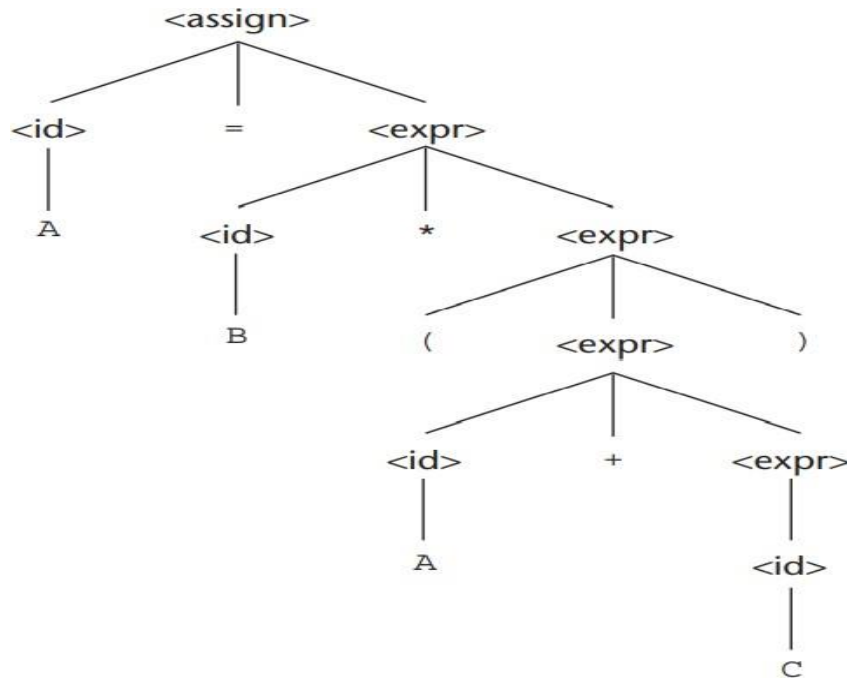 <assign>
<id> = <expr>
A <id> * <expr>
B ( <expr> )
<id> + <expr>
A <id>
C